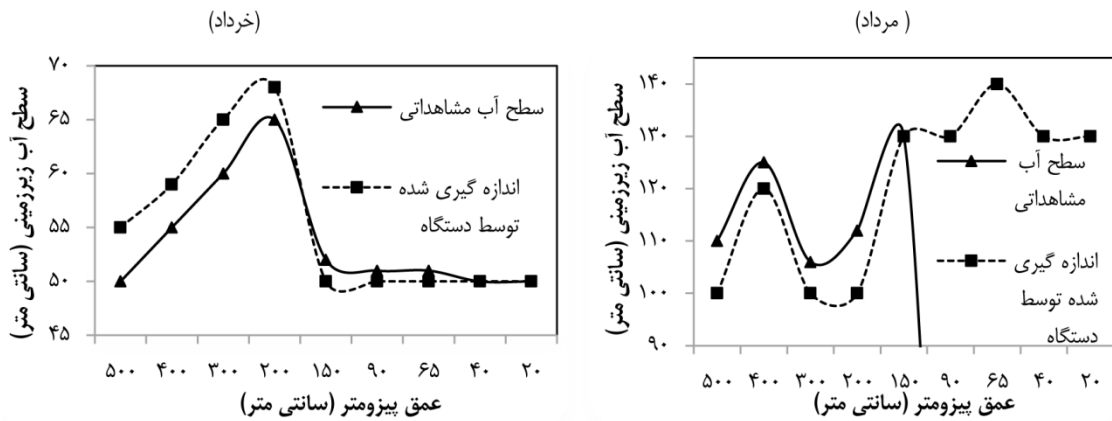 (خرداد)
سطح آب زیرزمینی (سانتی متر)
۷۰
۶۵
۶۰
۵۵
۵۰
۴۵
سطح آب مشاهداتی
اندازه گیری شده
توسط دستگاه
۵۰۰ ۴۰۰ ۳۰۰ ۲۰۰ ۱۵۰ ۹۰ ۶۵ ۴۰ ۲۰
عمق پیزومتر (سانتی متر)
( مرداد)
سطح آب زیرزمینی (سانتی متر)
۱۴۰
۱۳۰
۱۲۰
۱۱۰
۱۰۰
۹۰
سطح آب
مشاهداتی
اندازه گیری
شده توسط
دستگاه
۵۰۰ ۴۰۰ ۳۰۰ ۲۰۰ ۱۵۰ ۹۰ ۶۵ ۴۰ ۲۰
عمق پیزومتر (سانتی متر)